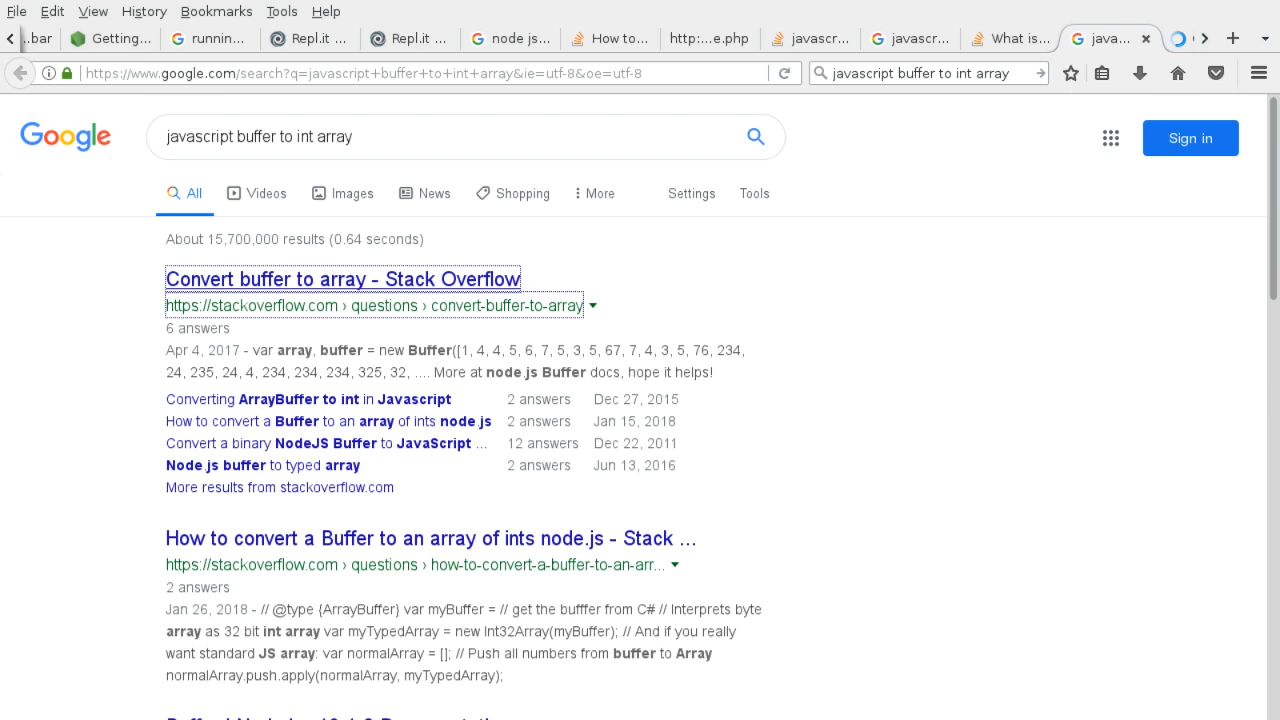 File Edit View History Bookmarks Tools Help
..bar Getting... runnin... Repl.it ... Repl.it ... node js... How to... http:...e.php javascr... javascr... What is... java...
https://www.google.com/search?q=javascript+buffer+to+int+array&ie=utf-8&oe=utf-8 javascript buffer to int array
Google javascript buffer to int array Sign in
All Videos Images News Shopping More Settings Tools
About 15,700,000 results (0.64 seconds)
Convert buffer to array - Stack Overflow
https://stackoverflow.com › questions › convert-buffer-to-array
6 answers
Apr 4, 2017 - var array, buffer = new Buffer([1, 4, 4, 5, 6, 7, 5, 3, 5, 67, 7, 4, 3, 5, 76, 234,
24, 235, 24, 4, 234, 234, 234, 325, 32, .... More at node.js Buffer docs, hope it helps!
Converting ArrayBuffer to int in Javascript 2 answers Dec 27, 2015
How to convert a Buffer to an array of ints node.js 2 answers Jan 15, 2018
Convert a binary NodeJS Buffer to JavaScript ... 12 answers Dec 22, 2011
Node.js buffer to typed array 2 answers Jun 13, 2016
More results from stackoverflow.com
How to convert a Buffer to an array of ints node.js - Stack ...
https://stackoverflow.com › questions › how-to-convert-a-buffer-to-an-arr...
2 answers
Jan 26, 2018 - // @type {ArrayBuffer} var myBuffer = // get the bufffer from C# // Interprets byte
array as 32 bit int array var myTypedArray = new Int32Array(myBuffer); // And if you really
want standard JS array: var normalArray = []; // Push all numbers from buffer to Array
normalArray.push.apply(normalArray, myTypedArray);